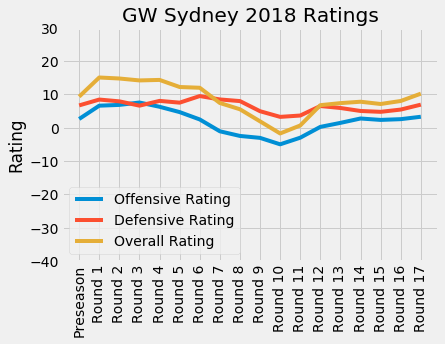 GW Sydney 2018 Ratings
Rating
30
20
10
0
−10
−20
−30
−40
Offensive Rating
Defensive Rating
Overall Rating
Preseason
Round 1
Round 2
Round 3
Round 4
Round 5
Round 6
Round 7
Round 8
Round 9
Round 10
Round 11
Round 12
Round 13
Round 14
Round 15
Round 16
Round 17